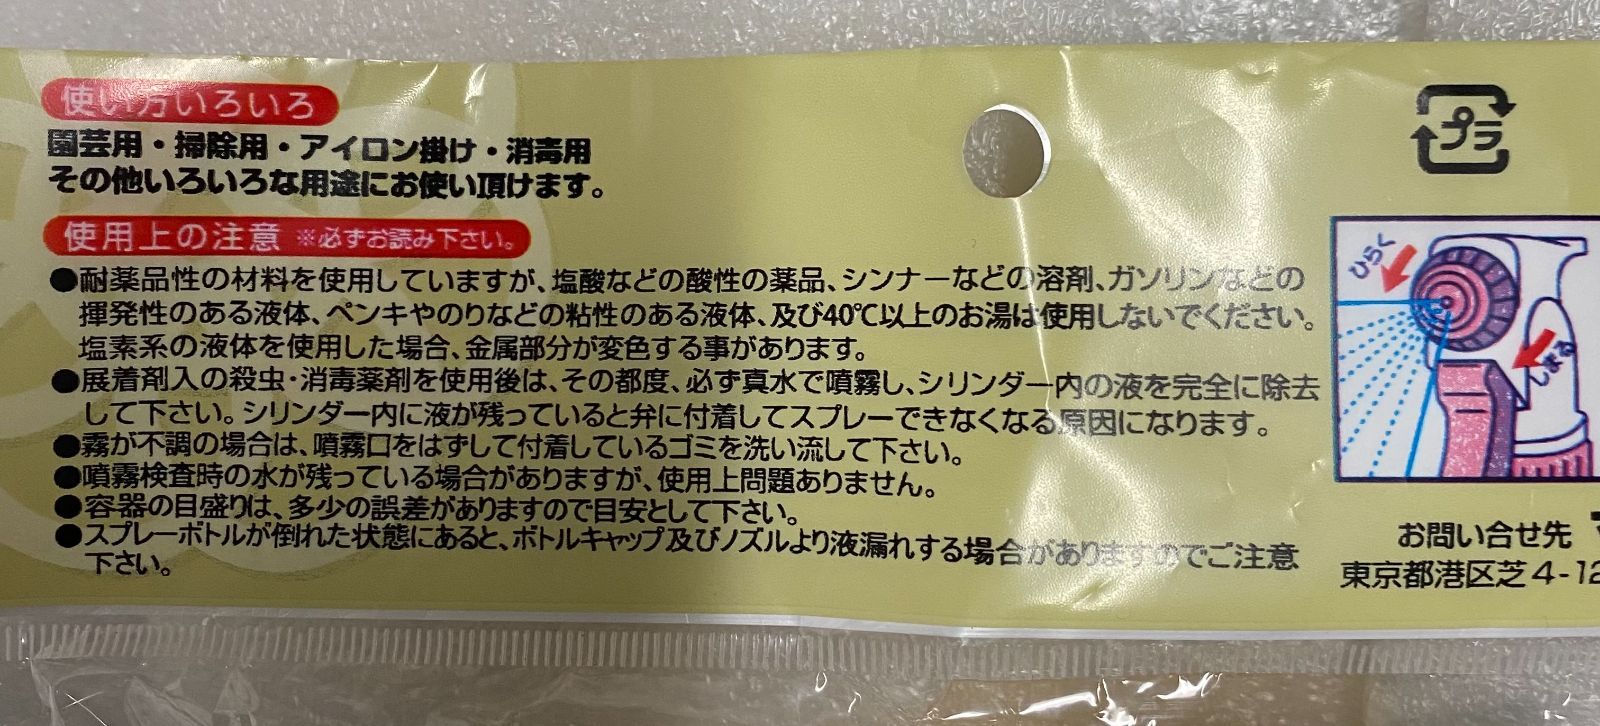 使い方いろいろ
園芸用・掃除用・アイロン掛け・消毒用
その他いろいろな用途にお使い頂けます。
使用上の注意 ※必ずお読み下さい。
●耐薬品性の材料を使用していますが、塩酸などの酸性の薬品、シンナーなどの溶剤、ガソリンなどの
揮発性のある液体、ペンキやのりなどの粘性のある液体、及び40℃以上のお湯は使用しないでください。
塩素系の液体を使用した場合、金属部分が変色する事があります。
●展着剤入の殺虫・消毒薬剤を使用後は、その都度、必ず真水で噴霧し、シリンダー内の液を完全に除去
して下さい。シリンダー内に液が残っていると弁に付着してスプレーできなくなる原因になります。
●霧が不調の場合は、噴霧口をはずして付着しているゴミを洗い流して下さい。
●噴霧検査時の水が残っている場合がありますが、使用上問題ありません。
●容器の目盛りは、多少の誤差がありますので目安として下さい。
●スプレーボトルが倒れた状態にあると、ボトルキャップ及びノズルより液漏れする場合がありますのでご注意
下さい。
プラ
ひらく
しまる
お問い合せ先
東京都港区芝4-12